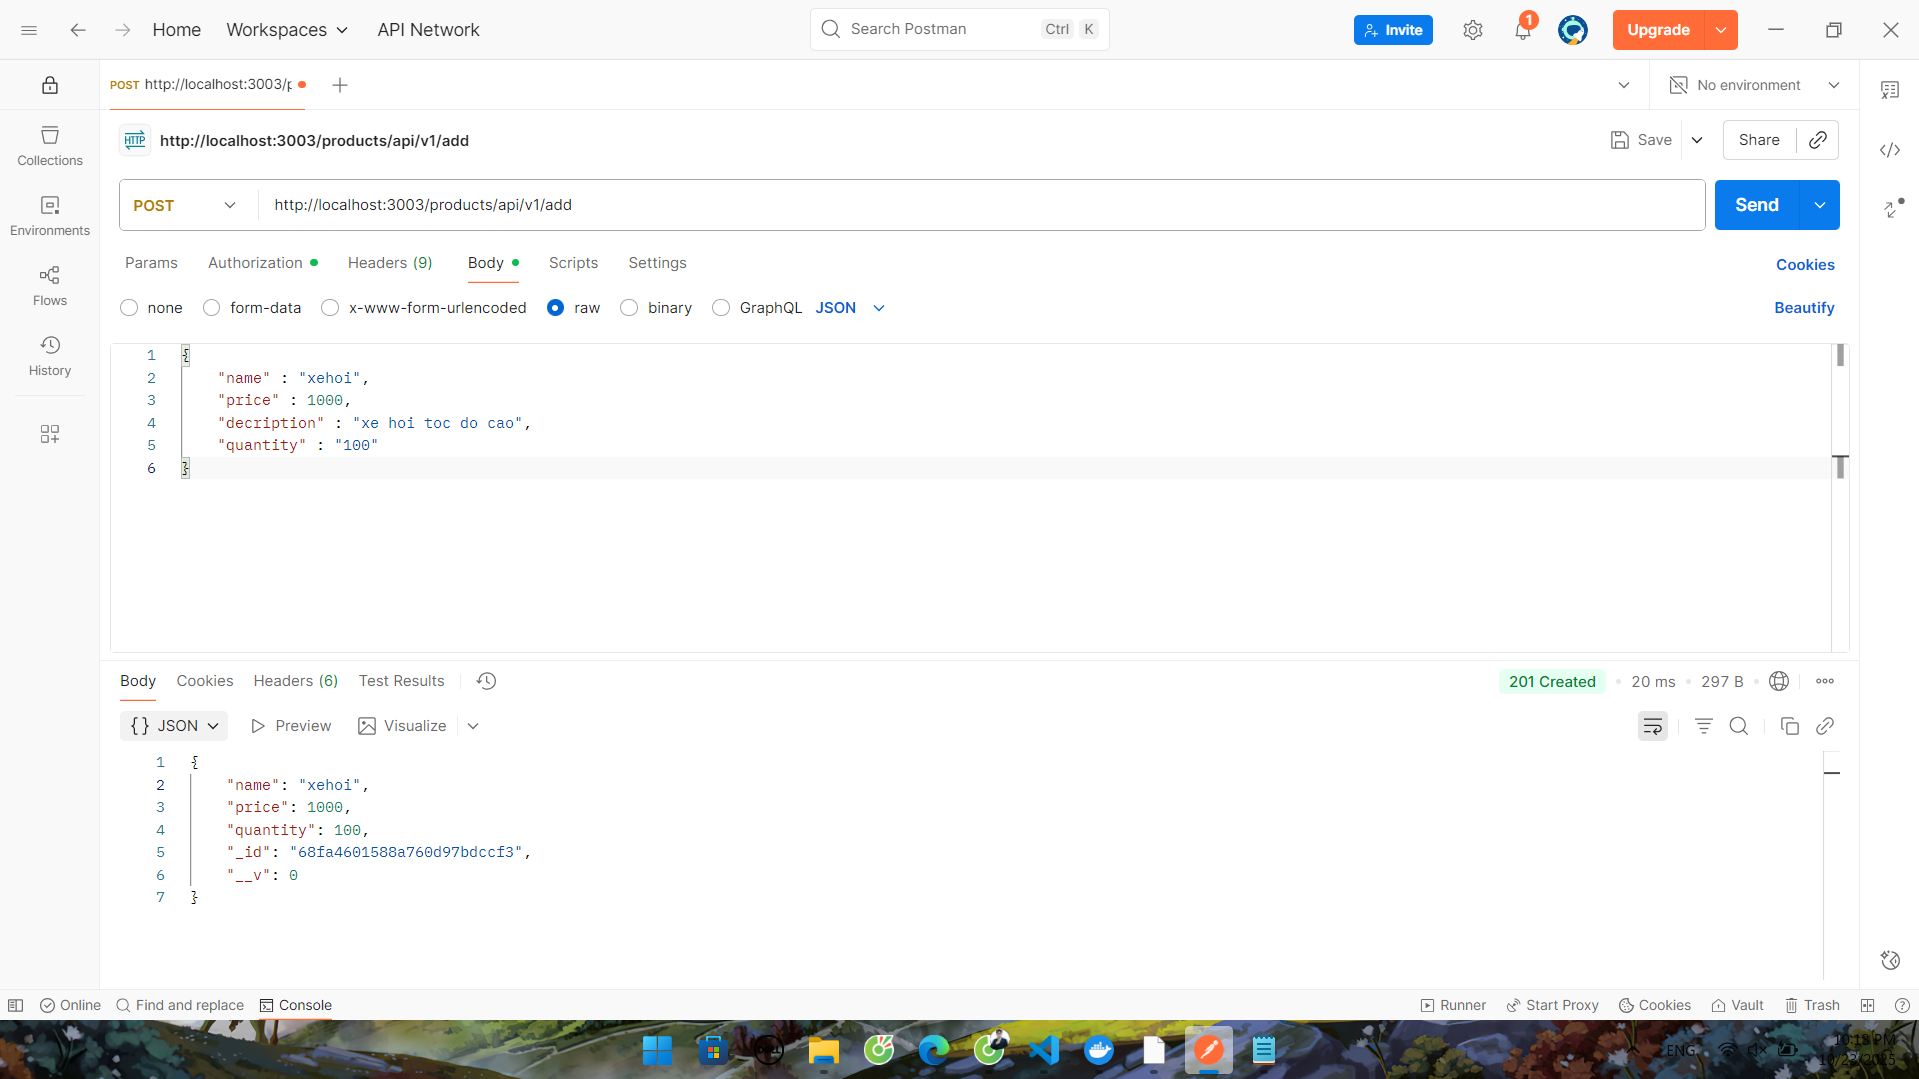 Home Workspaces API Network Search Postman Ctrl K Invite 1 Upgrade
POST http://localhost:3003/p No environment
HTTP http://localhost:3003/products/api/v1/add Save Share
POST http://localhost:3003/products/api/v1/add Send
Params Authorization Headers (9) Body Scripts Settings Cookies
none form-data x-www-form-urlencoded raw binary GraphQL JSON Beautify
Collections
Environments
Flows
History
1 {
2 "name" : "xehoi",
3 "price" : 1000,
4 "decription" : "xe hoi toc do cao",
5 "quantity" : "100"
6 }
Body Cookies Headers (6) Test Results 201 Created 20 ms 297 B
{} JSON Preview Visualize
1 {
2 "name": "xehoi",
3 "price": 1000,
4 "quantity": 100,
5 "_id": "68fa4601588a760d97bdccf3",
6 "__v": 0
7 }
Online Find and replace Console Runner Start Proxy Cookies Vault Trash
ENG 10:18 PM
10/23/2025